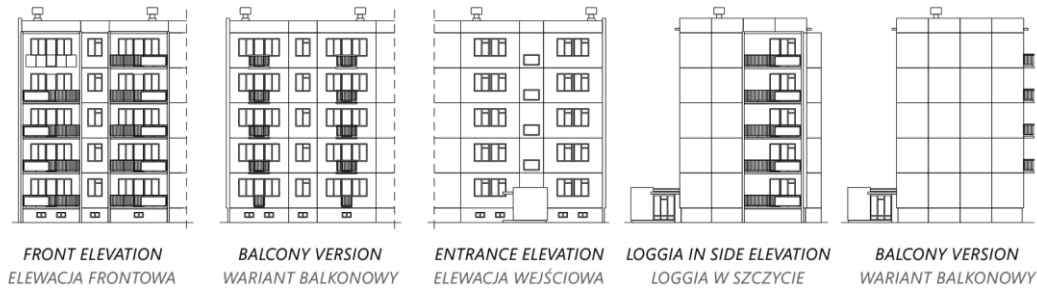 FRONT ELEVATION
ELEWACJA FRONTOWA
BALCONY VERSION
WARIANT BALKONOWY
ENTRANCE ELEVATION
ELEWACJA WEJŚCIOWA
LOGGIA IN SIDE ELEVATION
LOGGIA W SZCZYCIE
BALCONY VERSION
WARIANT BALKONOWY